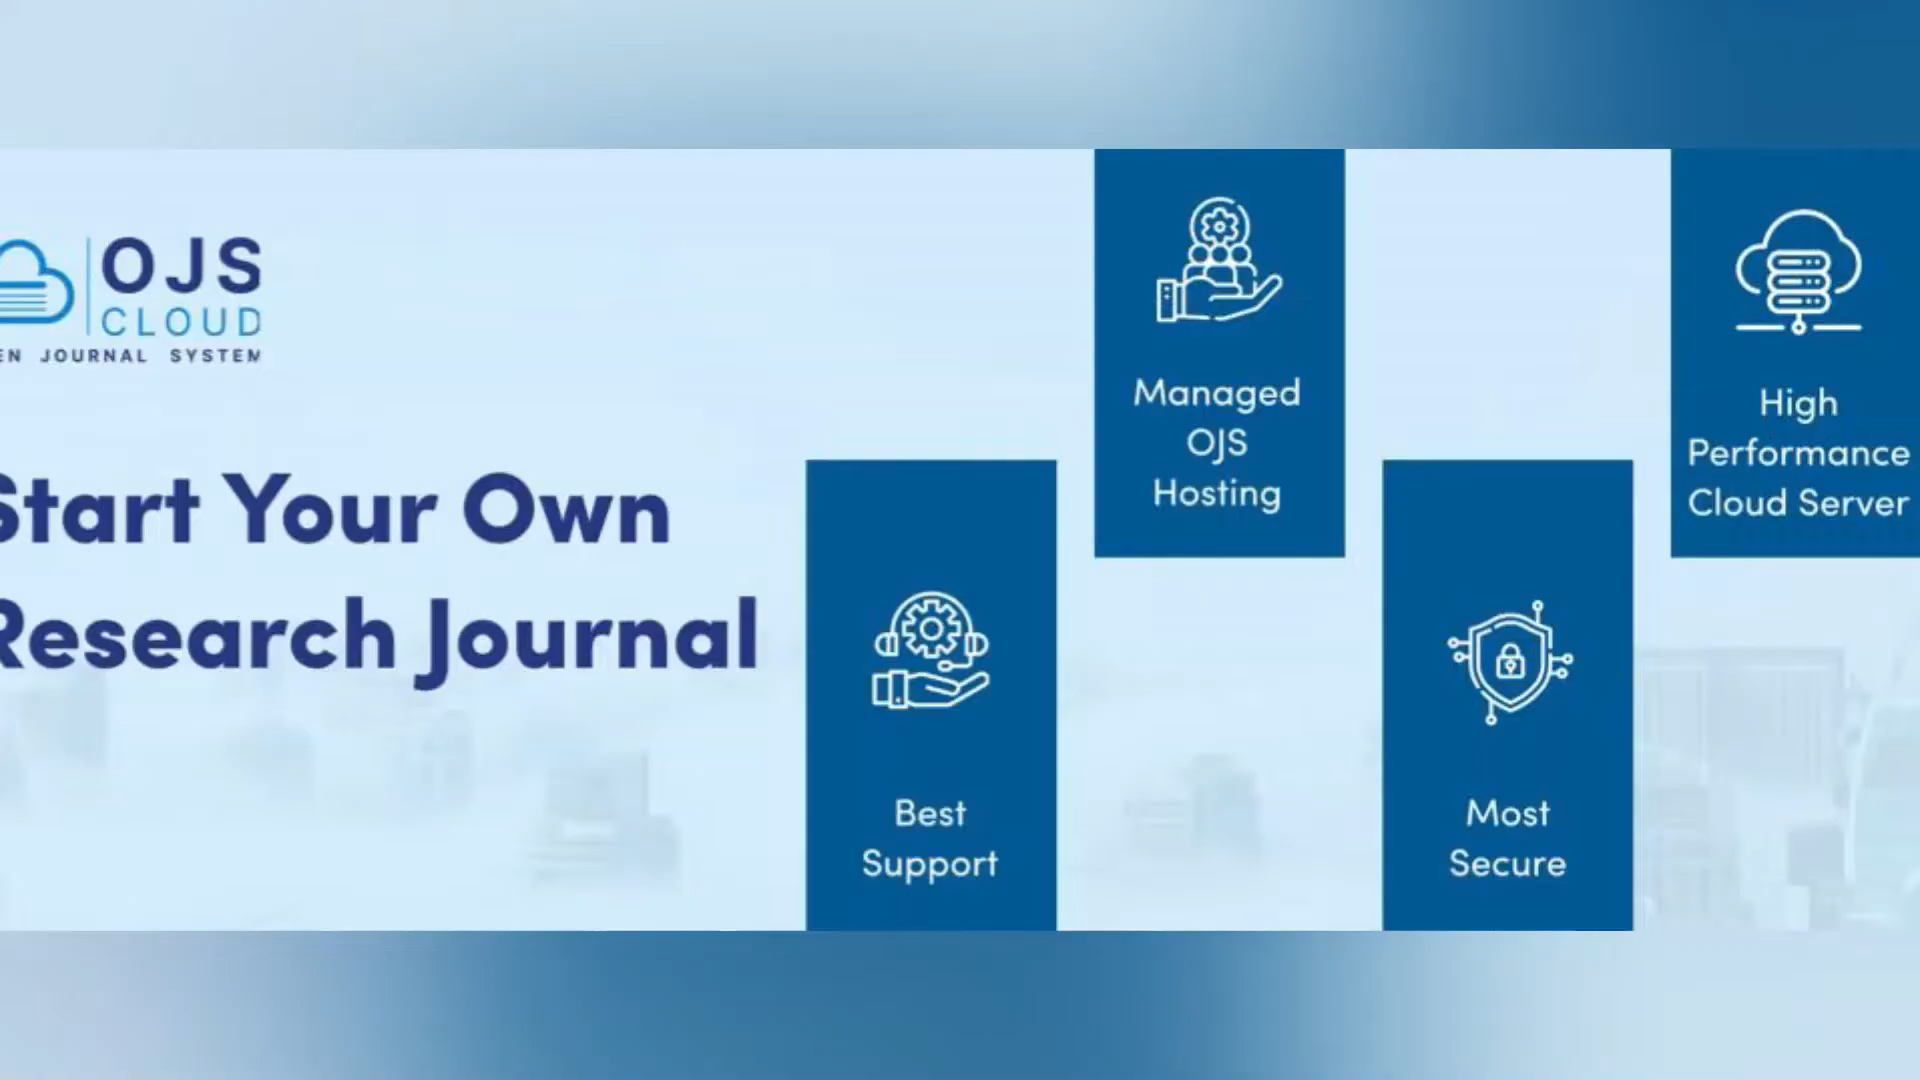 OJS
CLOUD
EN JOURNAL SYSTEM
Start Your Own
Research Journal
Best
Support
Managed
OJS
Hosting
Most
Secure
High
Performance
Cloud Server